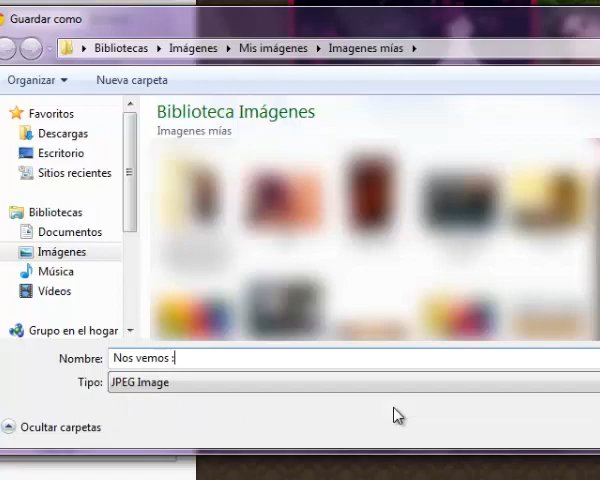 Guardar como
Bibliotecas Imágenes Mis imágenes Imagenes mías
Organizar Nueva carpeta
Favoritos
Descargas
Escritorio
Sitios recientes
Bibliotecas
Documentos
Imágenes
Música
Vídeos
Grupo en el hogar
Biblioteca Imágenes
Imagenes mías
Nombre: Nos vemos :
Tipo: JPEG Image
Ocultar carpetas